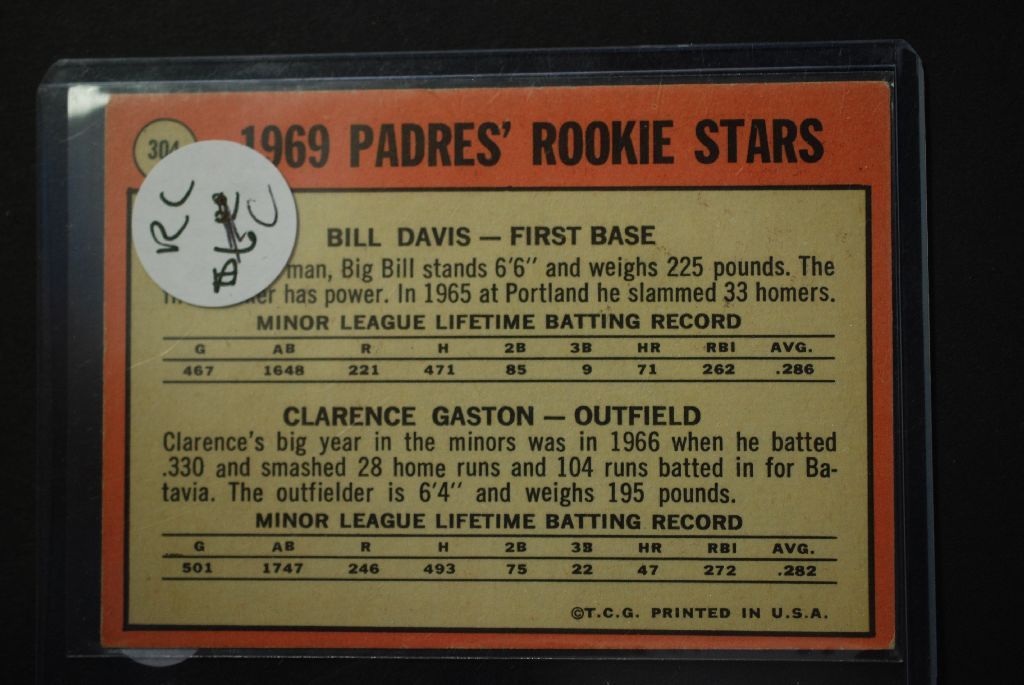 304 1969 PADRES' ROOKIE STARS
RC
BILL DAVIS — FIRST BASE
man, Big Bill stands 6'6" and weighs 225 pounds. The
has power. In 1965 at Portland he slammed 33 homers.
MINOR LEAGUE LIFETIME BATTING RECORD
G AB R H 2B 3B HR RBI AVG.
467 1648 221 471 85 9 71 262 .286
CLARENCE GASTON — OUTFIELD
Clarence's big year in the minors was in 1966 when he batted
.330 and smashed 28 home runs and 104 runs batted in for Ba-
tavia. The outfielder is 6'4" and weighs 195 pounds.
MINOR LEAGUE LIFETIME BATTING RECORD
G AB R H 2B 3B HR RBI AVG.
501 1747 246 493 75 22 47 272 .282
©T.C.G. PRINTED IN U.S.A.